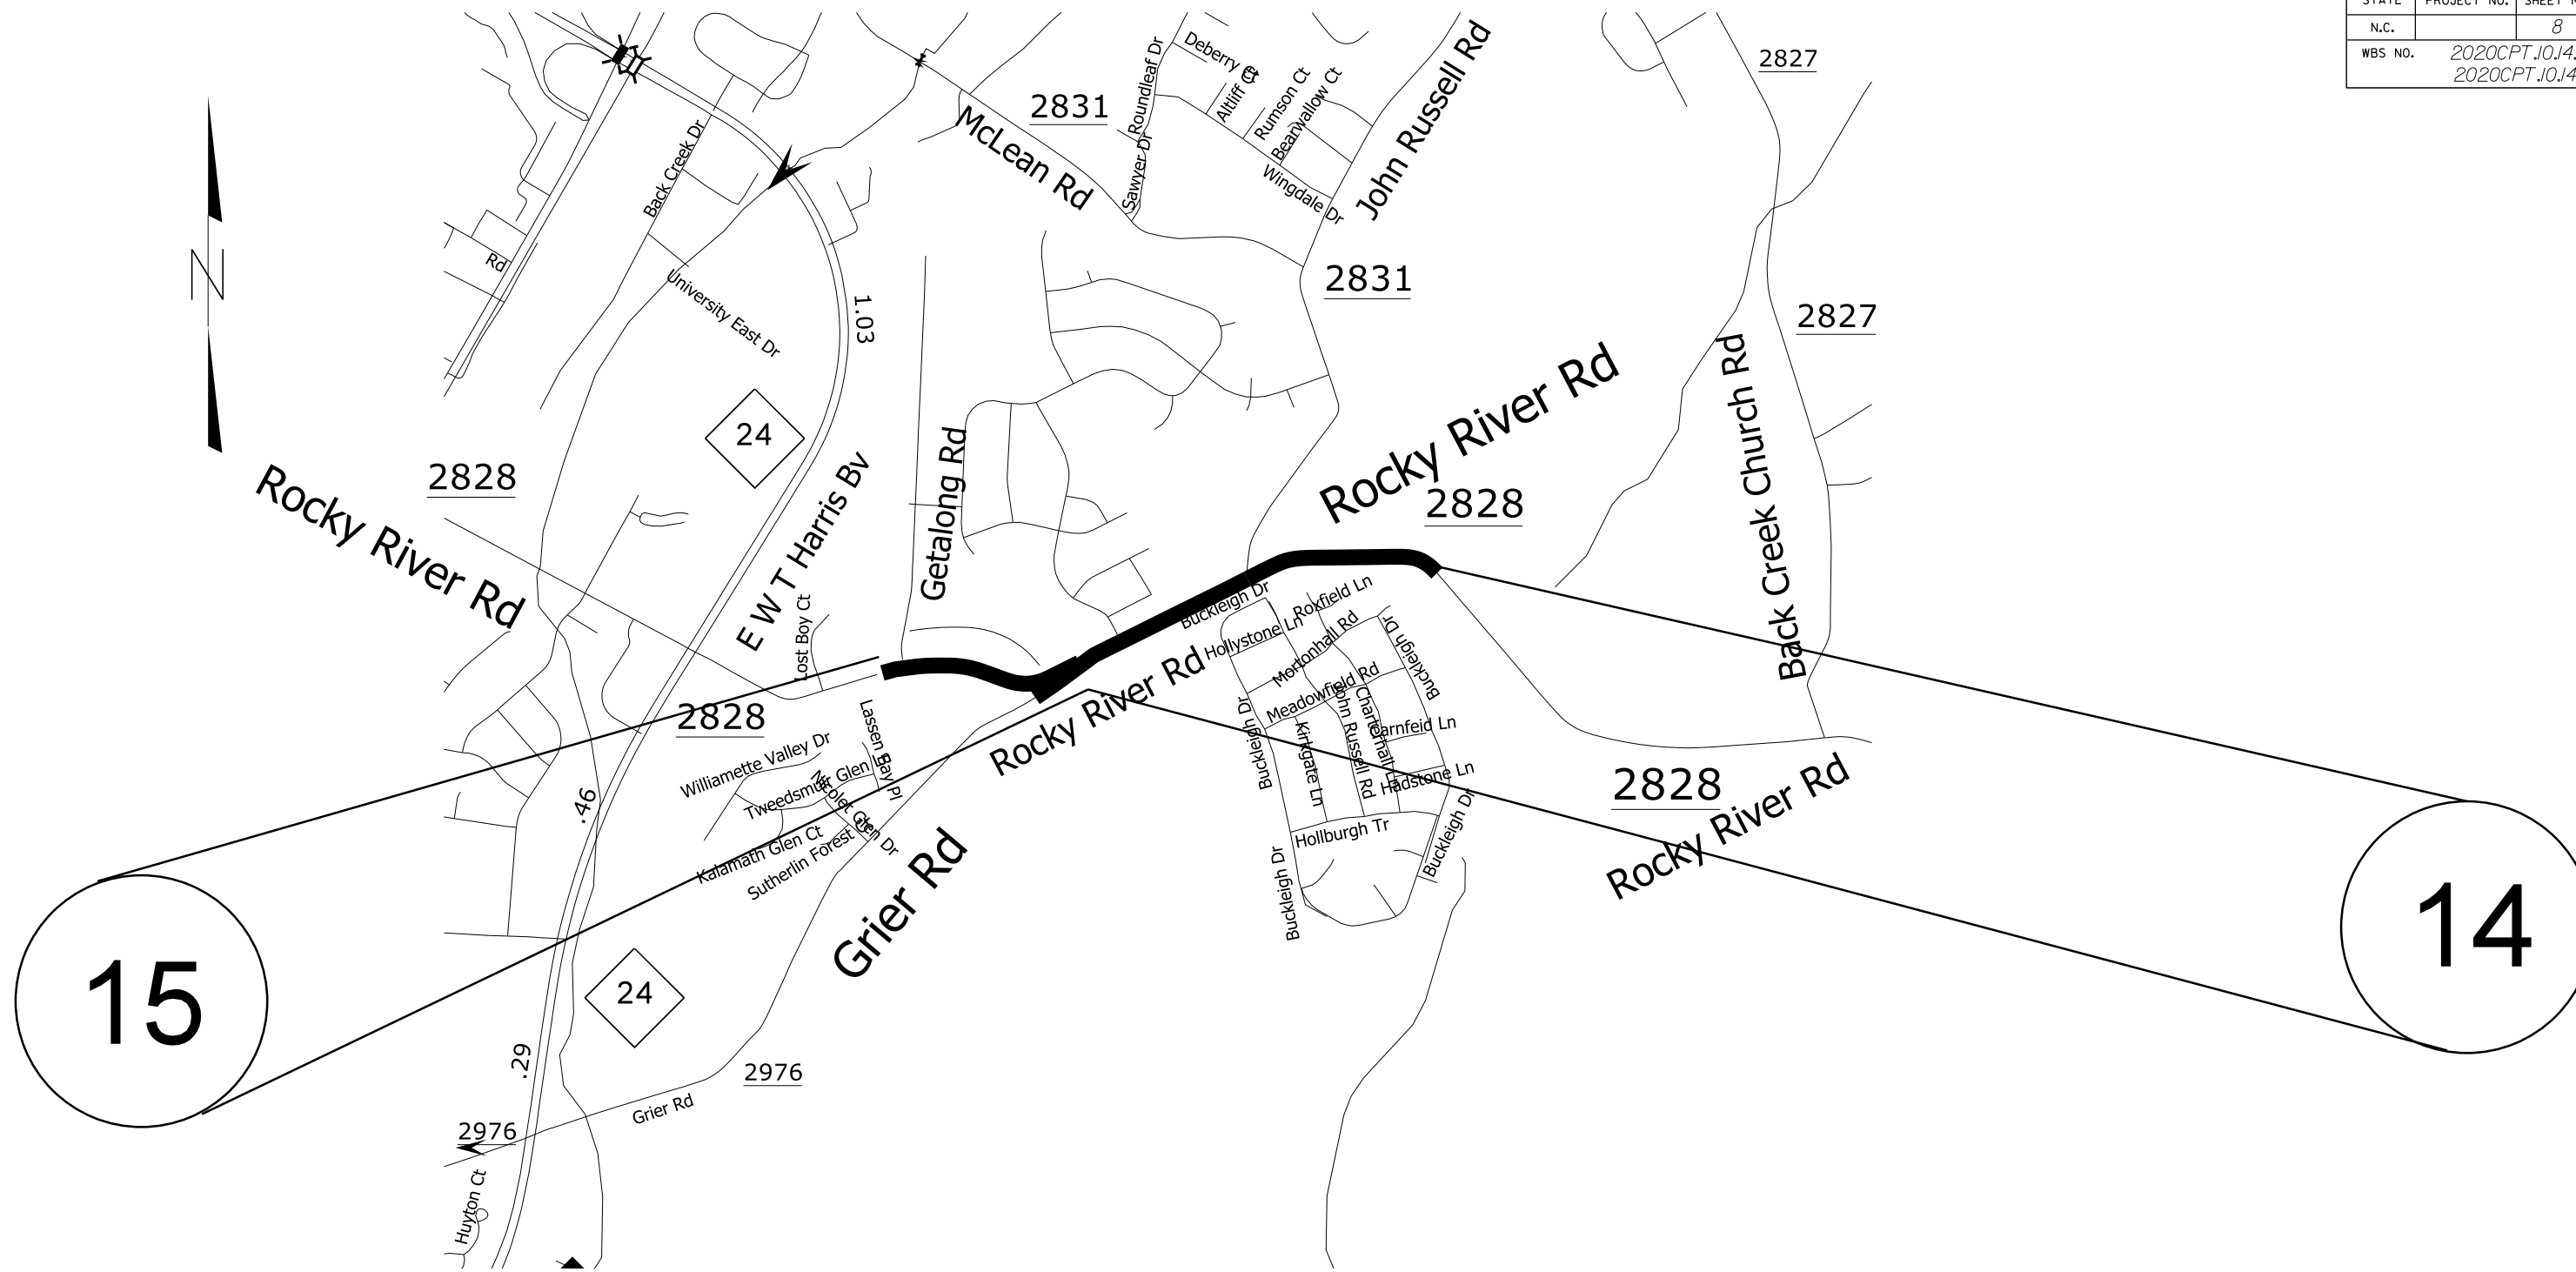 STATE PROJECT NO.
N.C. 8
WBS NO. 2020CPT.10.14.
2020CPT.10.14
2827
Deberry Ct
Roundleaf Dr
Altliff Ct
Rumson Ct
Bearwallow Ct
John Russell Rd
2831
McLean Rd
Sawyer Dr
Wingdale Dr
Back Creek Dr
N
Rd
University East Dr
1.03
2831
2827
Rocky River Rd
2828
Back Creek Church Rd
24
2828
Rocky River Rd
E W T Harris Bv
Getalong Rd
Lost Boy Ct
Buckleigh Dr
Roxfield Ln
Hollystone Ln
Mortonhall Rd
Buckleigh Dr
Meadowfield Rd
Rocky River Rd
2828
Lassen Bay Pl
Williamette Valley Dr
Tweedsmuir Glen Ln
Nicolet Glen Dr
Kalamath Glen Ct
Sutherlin Forest
Buckleigh Dr
Kirkgate Ln
John Russell Rd
Carnfeid Ln
Hadstone Ln
Hollburgh Tr
Buckleigh Dr
Buckleigh Dr
2828
Rocky River Rd
.46
Grier Rd
15
14
24
.29
2976
Grier Rd
2976
Huyton Ct